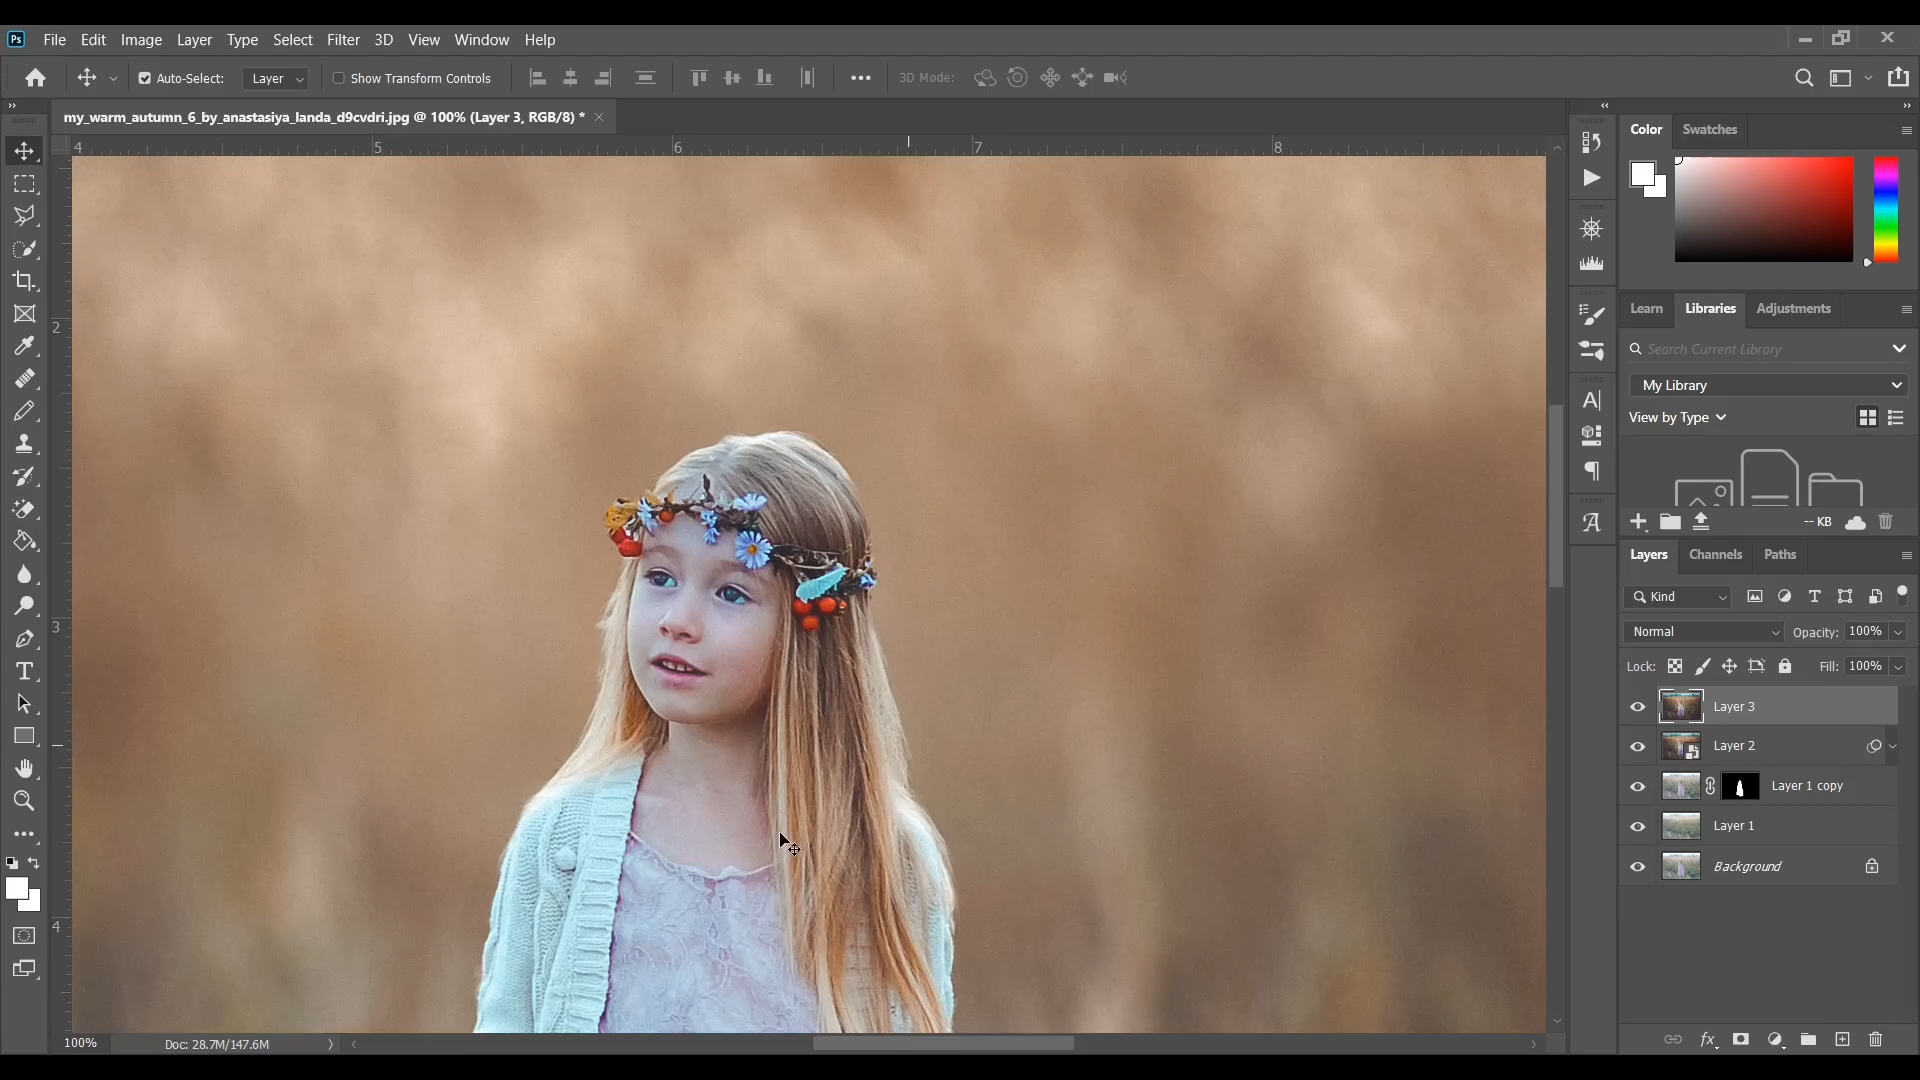 Ps File Edit Image Layer Type Select Filter 3D View Window Help
Auto-Select: Layer Show Transform Controls 3D Mode:
my_warm_autumn_6_by_anastasiya_landa_d9cvdri.jpg @ 100% (Layer 3, RGB/8) *
4 5 6 7 8
2
3
4
Color Swatches
Learn Libraries Adjustments
Search Current Library
My Library
View by Type
-- KB
Layers Channels Paths
Kind
Normal Opacity: 100%
Lock: Fill: 100%
Layer 3
Layer 2
Layer 1 copy
Layer 1
Background
100% Doc: 28.7M/147.6M
fx